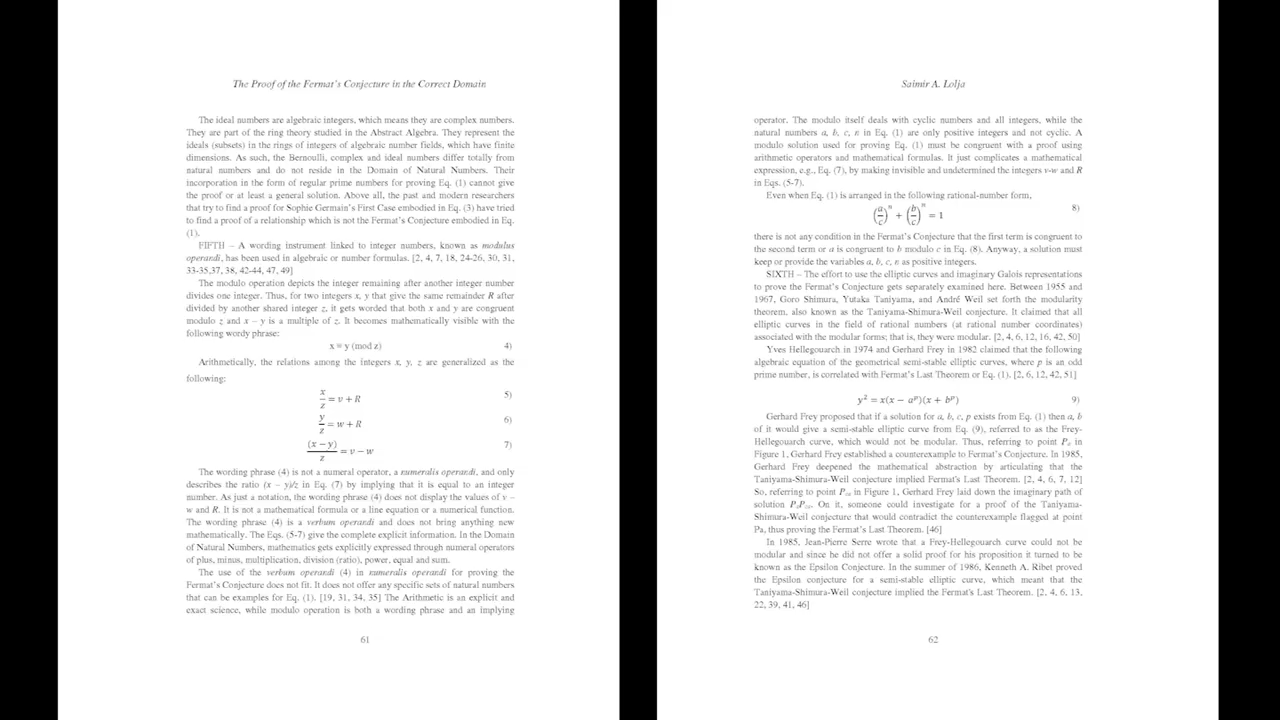 The Proof of the Fermat's Conjecture in the Correct Domain
The ideal numbers are algebraic integers, which means they are complex numbers.
They are part of the ring theory studied in the Abstract Algebra. They represent the
ideals (subsets) in the rings of integers of algebraic number fields, which have finite
dimensions. As such, the Bernoulli, complex and ideal numbers differ totally from
natural numbers and do not reside in the Domain of Natural Numbers. Their
incorporation in the form of regular prime numbers for proving Eq. (1) cannot give
the proof or at least a general solution. Above all, the past and modern researchers
that try to find a proof for Sophie Germain's First Case embodied in Eq. (3) have tried
to find a proof of a relationship which is not the Fermat's Conjecture embodied in Eq.
(1).
FIFTH – A wording instrument linked to integer numbers, known as modulus
operandi, has been used in algebraic or number formulas. [2, 4, 7, 18, 24-26, 30, 31,
33-35,37, 38, 42-44, 47, 49]
The modulo operation depicts the integer remaining after another integer number
divides one integer. Thus, for two integers x, y that give the same remainder R after
divided by another shared integer z, it gets worded that both x and y are congruent
modulo z and x – y is a multiple of z. It becomes mathematically visible with the
following wordy phrase:
x ≡ y (mod z) 4)
Arithmetically, the relations among the integers x, y, z are generalized as the
following:
x/z = v + R 5)
y/z = w + R 6)
(x − y)/z = v − w 7)
The wording phrase (4) is not a numeral operator, a numeralis operandi, and only
describes the ratio (x – y)/z in Eq. (7) by implying that it is equal to an integer
number. As just a notation, the wording phrase (4) does not display the values of v –
w and R. It is not a mathematical formula or a line equation or a numerical function.
The wording phrase (4) is a verbum operandi and does not bring anything new
mathematically. The Eqs. (5-7) give the complete explicit information. In the Domain
of Natural Numbers, mathematics gets explicitly expressed through numeral operators
of plus, minus, multiplication, division (ratio), power, equal and sum.
The use of the verbum operandi (4) in numeralis operandi for proving the
Fermat's Conjecture does not fit. It does not offer any specific sets of natural numbers
that can be examples for Eq. (1). [19, 31, 34, 35] The Arithmetic is an explicit and
exact science, while modulo operation is both a wording phrase and an implying
61
Saimir A. Lolja
operator. The modulo itself deals with cyclic numbers and all integers, while the
natural numbers a, b, c, n in Eq. (1) are only positive integers and not cyclic. A
modulo solution used for proving Eq. (1) must be congruent with a proof using
arithmetic operators and mathematical formulas. It just complicates a mathematical
expression, e.g., Eq. (7), by making invisible and undetermined the integers v-w and R
in Eqs. (5-7).
Even when Eq. (1) is arranged in the following rational-number form,
(a/c)^n + (b/c)^n = 1 8)
there is not any condition in the Fermat's Conjecture that the first term is congruent to
the second term or a is congruent to b modulo c in Eq. (8). Anyway, a solution must
keep or provide the variables a, b, c, n as positive integers.
SIXTH – The effort to use the elliptic curves and imaginary Galois representations
to prove the Fermat's Conjecture gets separately examined here. Between 1955 and
1967, Goro Shimura, Yutaka Taniyama, and André Weil set forth the modularity
theorem, also known as the Taniyama-Shimura-Weil conjecture. It claimed that all
elliptic curves in the field of rational numbers (at rational number coordinates)
associated with the modular forms; that is, they were modular. [2, 4, 6, 12, 16, 42, 50]
Yves Hellegouarch in 1974 and Gerhard Frey in 1982 claimed that the following
algebraic equation of the geometrical semi-stable elliptic curves, where p is an odd
prime number, is correlated with Fermat's Last Theorem or Eq. (1). [2, 6, 12, 42, 51]
y² = x(x − a^p)(x + b^p) 9)
Gerhard Frey proposed that if a solution for a, b, c, p exists from Eq. (1) then a, b
of it would give a semi-stable elliptic curve from Eq. (9), referred to as the Frey-
Hellegouarch curve, which would not be modular. Thus, referring to point Pa in
Figure 1, Gerhard Frey established a counterexample to Fermat's Conjecture. In 1985,
Gerhard Frey deepened the mathematical abstraction by articulating that the
Taniyama-Shimura-Weil conjecture implied Fermat's Last Theorem. [2, 4, 6, 7, 12]
So, referring to point in Figure 1, Gerhard Frey laid down the imaginary path of
solution . On it, someone could investigate for a proof of the Taniyama-
Shimura-Weil conjecture that would contradict the counterexample flagged at point
Pa, thus proving the Fermat's Last Theorem. [46]
In 1985, Jean-Pierre Serre wrote that a Frey-Hellegouarch curve could not be
modular and since he did not offer a solid proof for his proposition it turned to be
known as the Epsilon Conjecture. In the summer of 1986, Kenneth A. Ribet proved
the Epsilon conjecture for a semi-stable elliptic curve, which meant that the
Taniyama-Shimura-Weil conjecture implied the Fermat's Last Theorem. [2, 4, 6, 13,
22, 39, 41, 46]
62